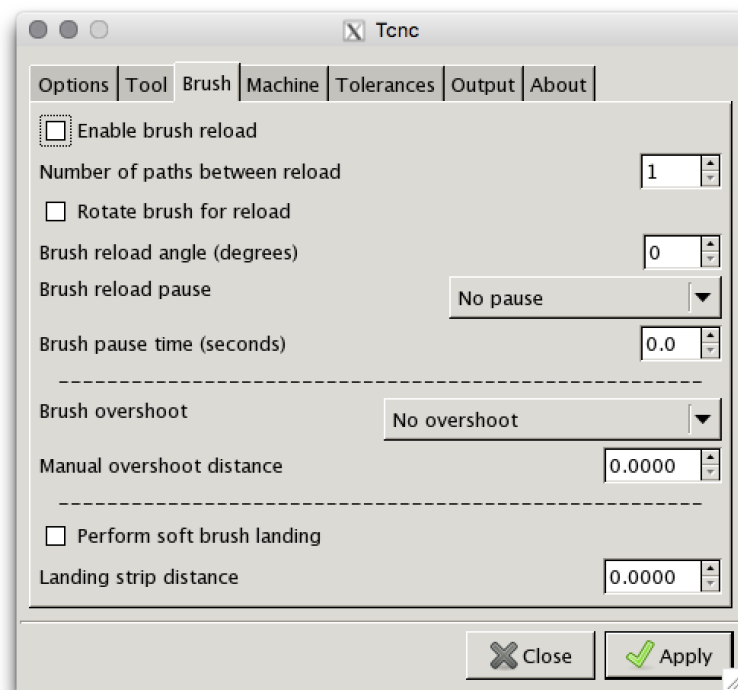 Tcnc
Options Tool Brush Machine Tolerances Output About
Enable brush reload
Number of paths between reload 1
Rotate brush for reload
Brush reload angle (degrees) 0
Brush reload pause No pause
Brush pause time (seconds) 0.0
----------------------------------------------------
Brush overshoot No overshoot
Manual overshoot distance 0.0000
----------------------------------------------------
Perform soft brush landing
Landing strip distance 0.0000
Close Apply